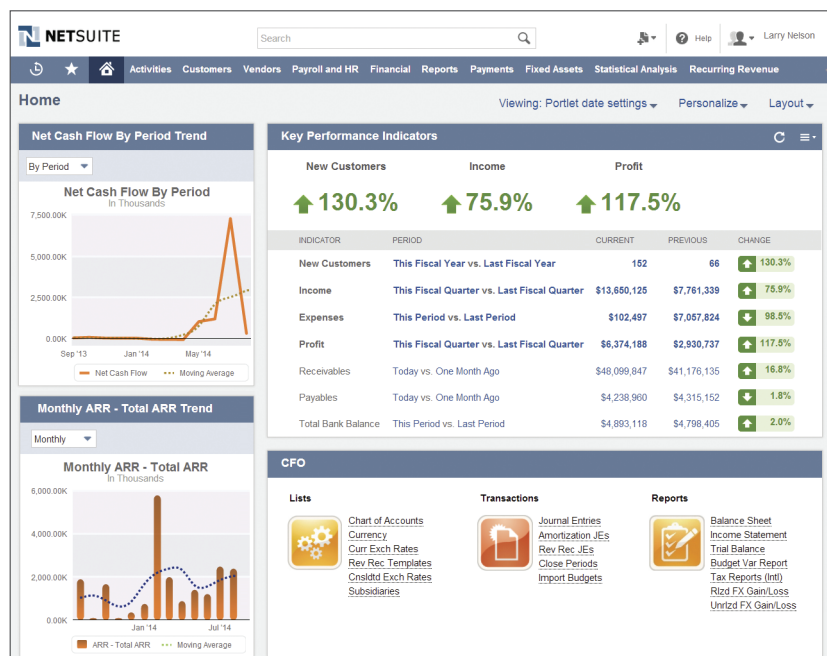 NETSUITE
Search
Help
Larry Nelson
Activities Customers Vendors Payroll and HR Financial Reports Payments Fixed Assets Statistical Analysis Recurring Revenue
Home
Viewing: Portlet date settings Personalize Layout
Net Cash Flow By Period Trend
By Period
Net Cash Flow By Period
In Thousands
7,500.00K
5,000.00K
2,500.00K
0.00K
Sep '13 Jan '14 May '14
Net Cash Flow Moving Average
Monthly ARR - Total ARR Trend
Monthly
Monthly ARR - Total ARR
In Thousands
6,000.00K
4,000.00K
2,000.00K
0.00K
Jan '14 Jul '14
ARR - Total ARR Moving Average
Key Performance Indicators
New Customers Income Profit
130.3% 75.9% 117.5%
INDICATOR PERIOD CURRENT PREVIOUS CHANGE
New Customers This Fiscal Year vs. Last Fiscal Year 152 66 130.3%
Income This Fiscal Quarter vs. Last Fiscal Quarter $13,650,125 $7,761,339 75.9%
Expenses This Period vs. Last Period $102,497 $7,057,824 98.5%
Profit This Fiscal Quarter vs. Last Fiscal Quarter $6,374,188 $2,930,737 117.5%
Receivables Today vs. One Month Ago $48,099,847 $41,176,135 16.8%
Payables Today vs. One Month Ago $4,238,960 $4,315,152 1.8%
Total Bank Balance This Period vs. Last Period $4,893,118 $4,798,405 2.0%
CFO
Lists
Chart of Accounts
Currency
Curr Exch Rates
Rev Rec Templates
Cnsldtd Exch Rates
Subsidiaries
Transactions
Journal Entries
Amortization JEs
Rev Rec JEs
Close Periods
Import Budgets
Reports
Balance Sheet
Income Statement
Trial Balance
Budget Var Report
Tax Reports (Intl)
Rlzd FX Gain/Loss
Unrlzd FX Gain/Loss